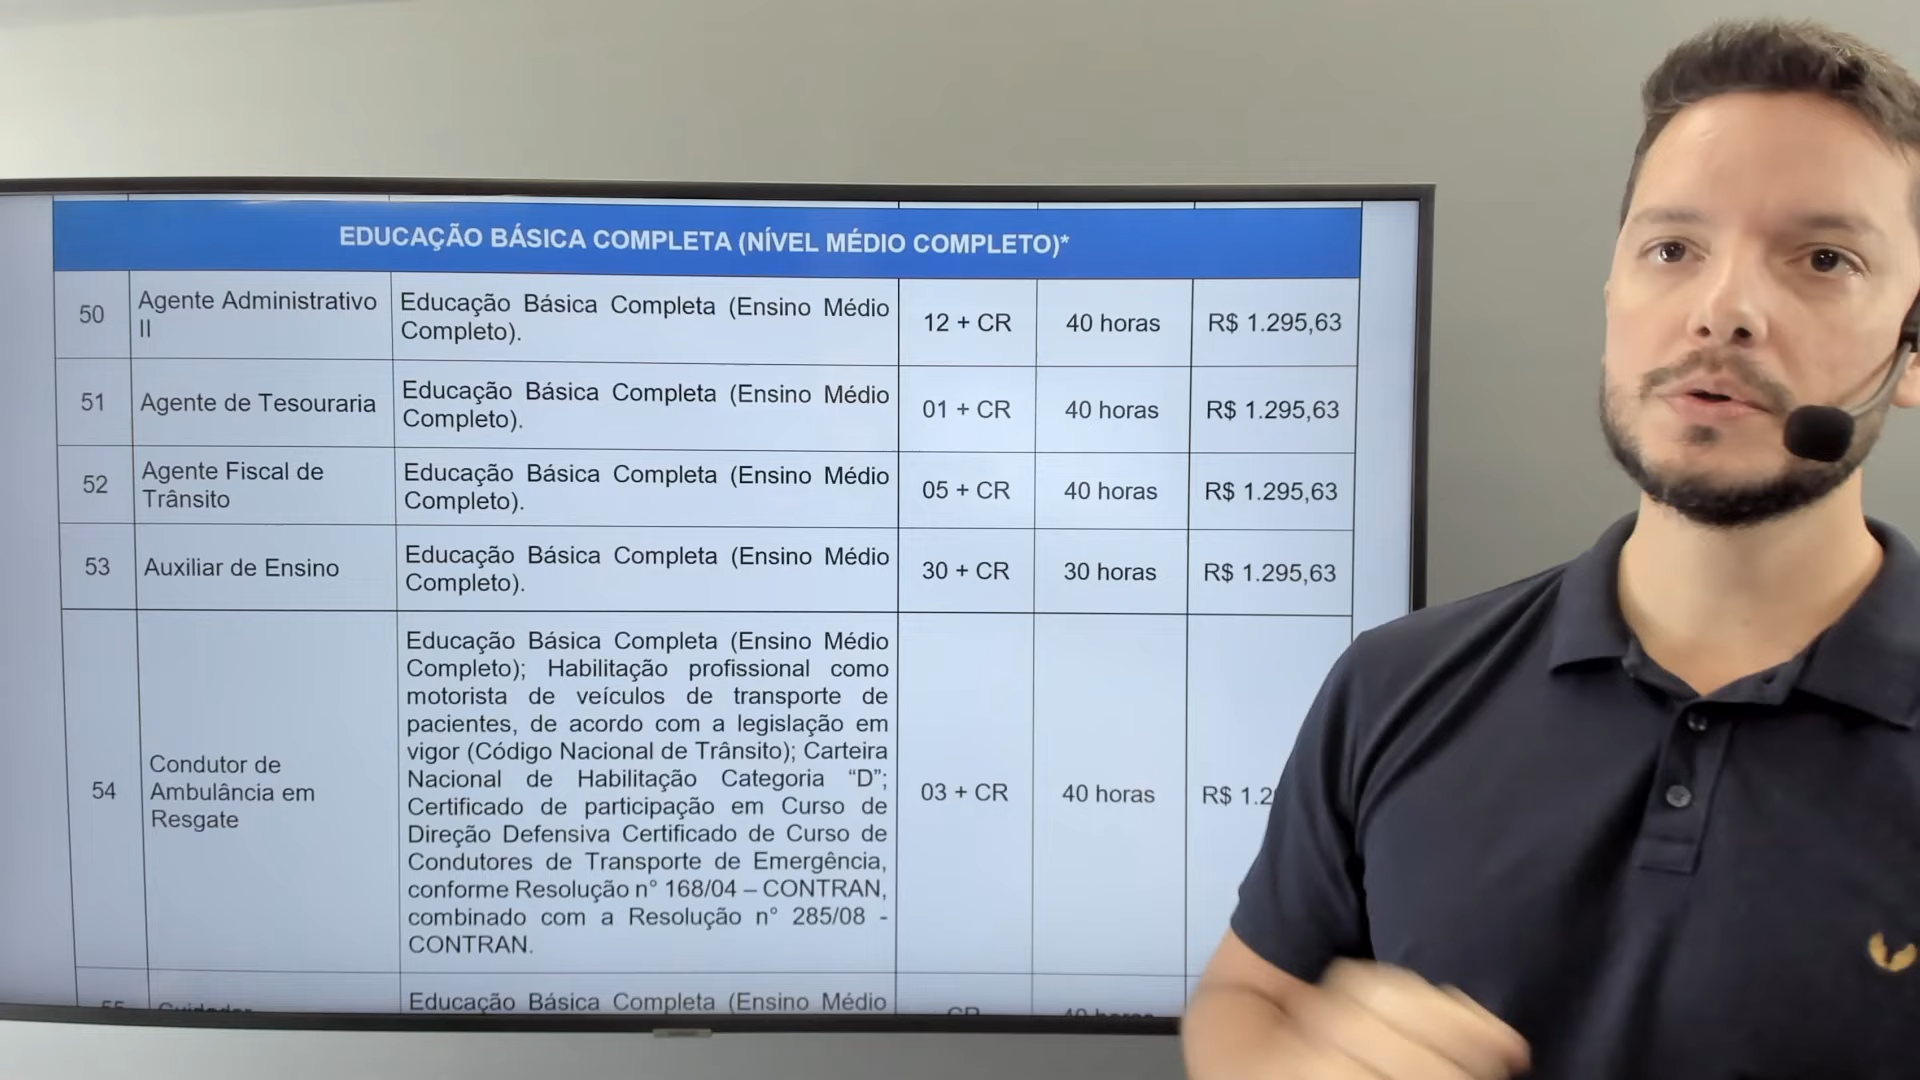 EDUCAÇÃO BÁSICA COMPLETA (NÍVEL MÉDIO COMPLETO)*
50
Agente Administrativo
II
Educação Básica Completa (Ensino Médio
Completo).
12 + CR
40 horas
R$ 1.295,63
51
Agente de Tesouraria
Educação Básica Completa (Ensino Médio
Completo).
01 + CR
40 horas
R$ 1.295,63
52
Agente Fiscal de
Trânsito
Educação Básica Completa (Ensino Médio
Completo).
05 + CR
40 horas
R$ 1.295,63
53
Auxiliar de Ensino
Educação Básica Completa (Ensino Médio
Completo).
30 + CR
30 horas
R$ 1.295,63
54
Condutor de
Ambulância em
Resgate
Educação Básica Completa (Ensino Médio
Completo); Habilitação profissional como
motorista de veículos de transporte de
pacientes, de acordo com a legislação em
vigor (Código Nacional de Trânsito); Carteira
Nacional de Habilitação Categoria “D”;
Certificado de participação em Curso de
Direção Defensiva Certificado de Curso de
Condutores de Transporte de Emergência,
conforme Resolução n° 168/04 – CONTRAN,
combinado com a Resolução n° 285/08 -
CONTRAN.
03 + CR
40 horas
R$ 1.2
55
Cuidador
Educação Básica Completa (Ensino Médio
CR
40 horas